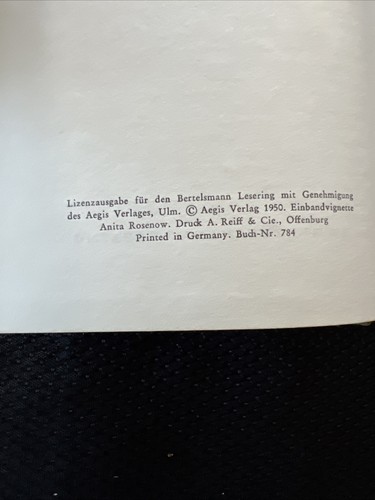 Lizenzausgabe für den Bertelsmann Lesering mit Genehmigung
des Aegis Verlages, Ulm. © Aegis Verlag 1950. Einbandvignette
Anita Rosenow. Druck A. Reiff & Cie., Offenburg
Printed in Germany. Buch-Nr. 784